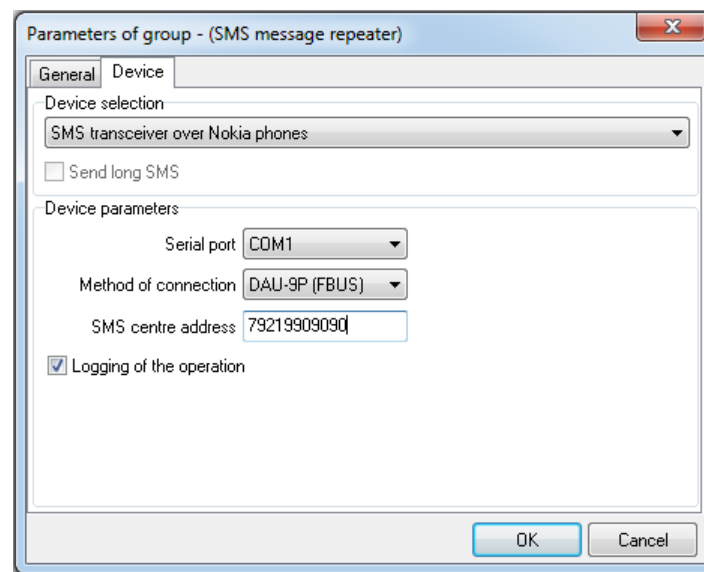 Parameters of group - (SMS message repeater)
General Device
Device selection
SMS transceiver over Nokia phones
Send long SMS
Device parameters
Serial port COM1
Method of connection DAU-9P (FBUS)
SMS centre address 79219909090
Logging of the operation
OK Cancel